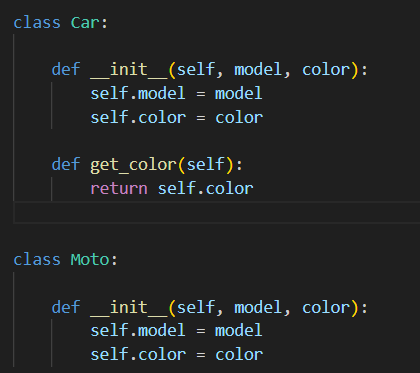 class Car:
def __init__(self, model, color):
self.model = model
self.color = color
def get_color(self):
return self.color
class Moto:
def __init__(self, model, color):
self.model = model
self.color = color